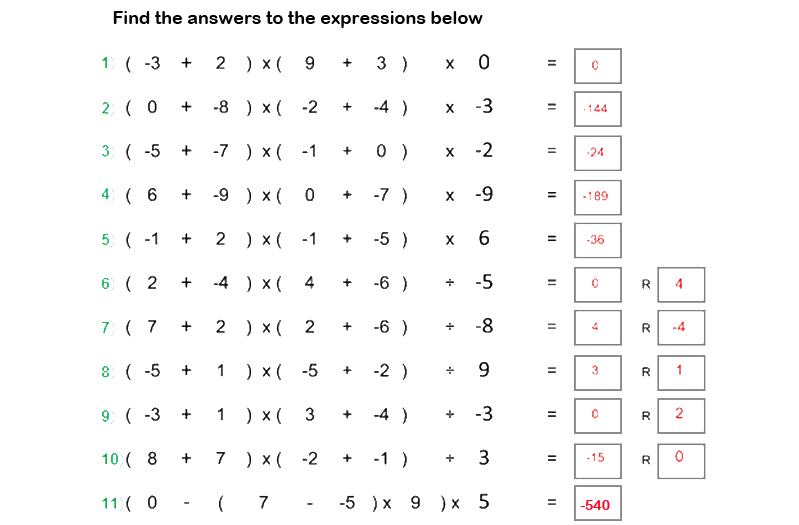 Find the answers to the expressions below
1) ( -3 + 2 ) x ( 9 + 3 ) x 0 = 0
2) ( 0 + -8 ) x ( -2 + -4 ) x -3 = -144
3) ( -5 + -7 ) x ( -1 + 0 ) x -2 = -24
4) ( 6 + -9 ) x ( 0 + -7 ) x -9 = -189
5) ( -1 + 2 ) x ( -1 + -5 ) x 6 = -36
6) ( 2 + -4 ) x ( 4 + -6 ) ÷ -5 = 0 R 4
7) ( 7 + 2 ) x ( 2 + -6 ) ÷ -8 = 4 R -4
8) ( -5 + 1 ) x ( -5 + -2 ) ÷ 9 = 3 R 1
9) ( -3 + 1 ) x ( 3 + -4 ) ÷ -3 = 0 R 2
10) ( 8 + 7 ) x ( -2 + -1 ) ÷ 3 = -15 R 0
11) ( 0 - ( 7 - -5 ) x 9 ) x 5 = -540